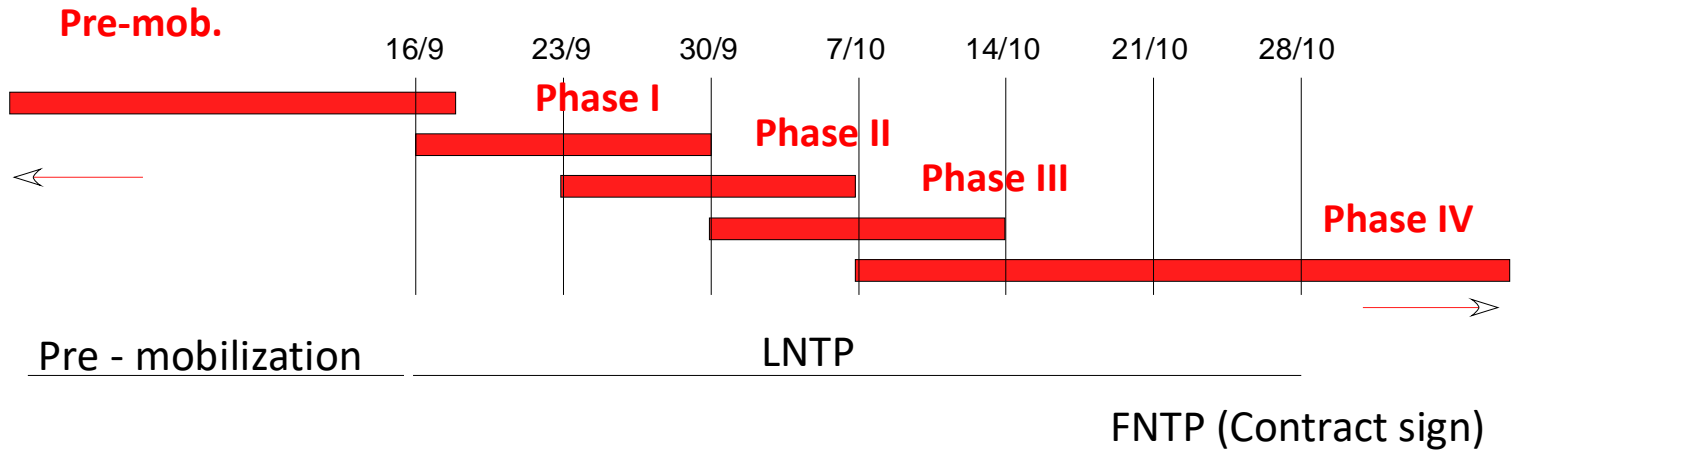 Pre-mob.
16/9 23/9 30/9 7/10 14/10 21/10 28/10
Phase I
Phase II
Phase III
Phase IV
Pre - mobilization
LNTP
FNTP (Contract sign)